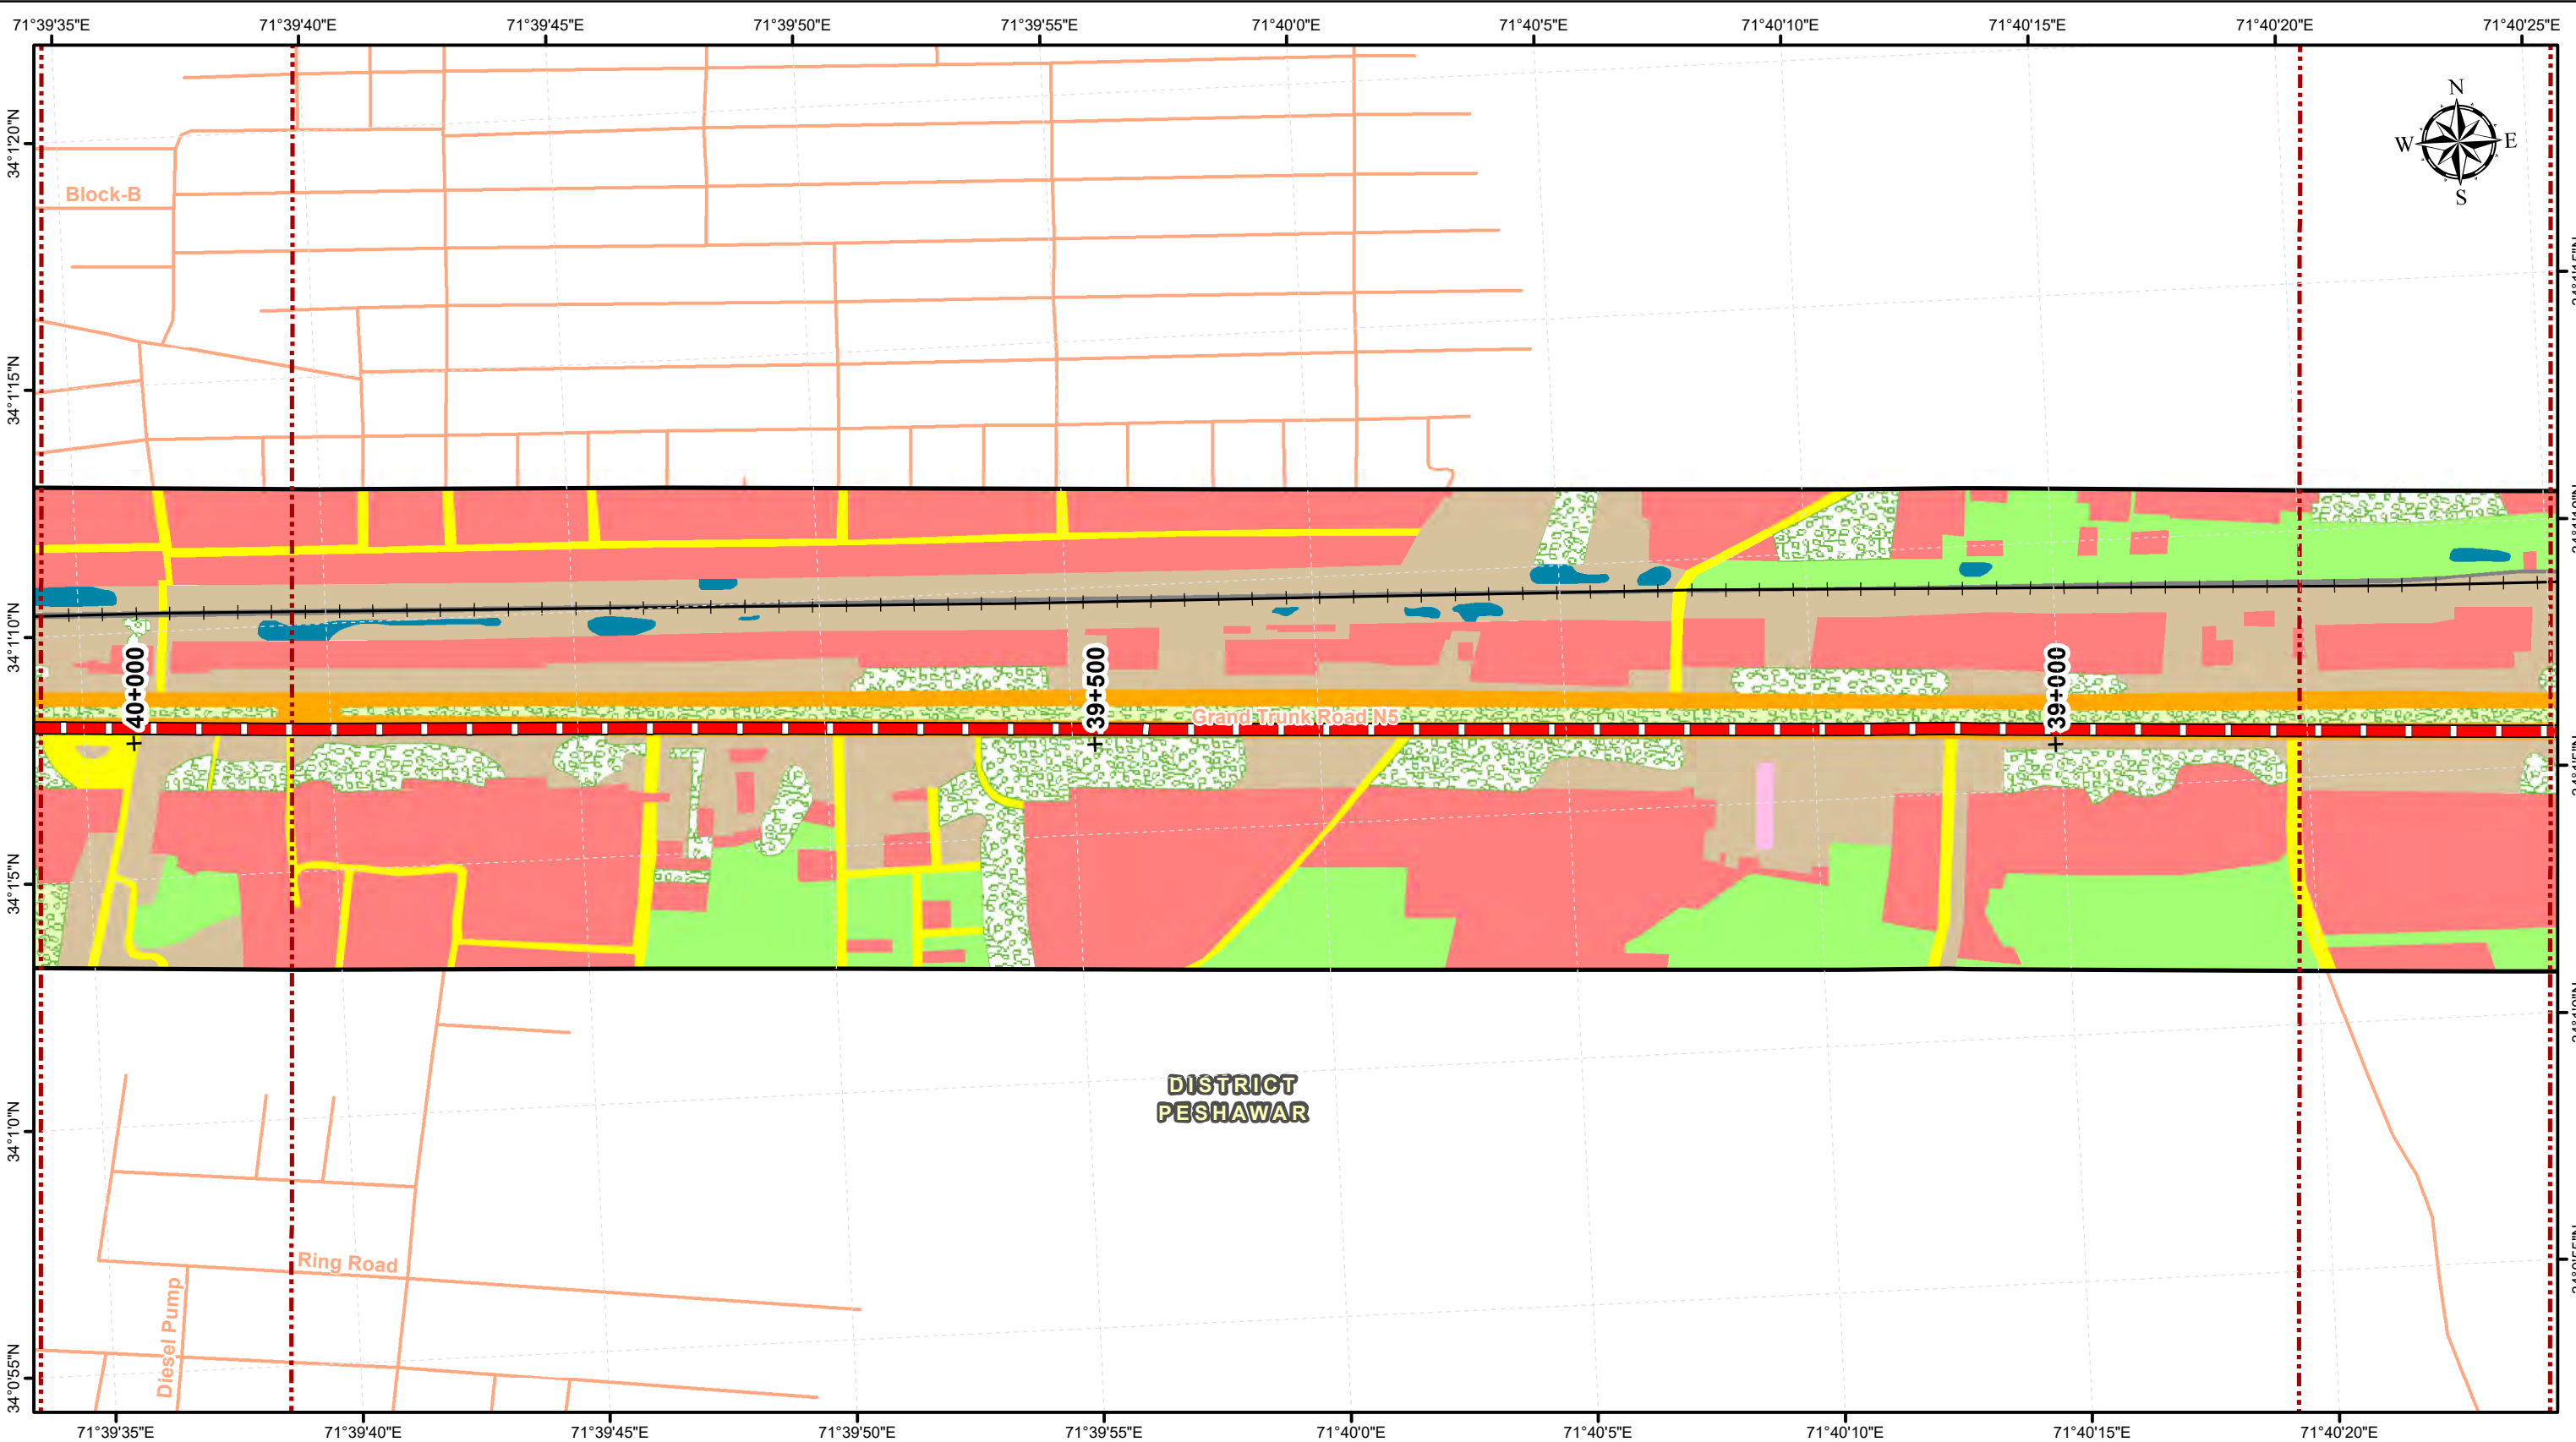 71°39'35"E 71°39'40"E 71°39'45"E 71°39'50"E 71°39'55"E 71°40'0"E 71°40'5"E 71°40'10"E 71°40'15"E 71°40'20"E 71°40'25"E
N
W E
S
34°1'20"N
Block-B
34°1'15"N
34°1'10"N
40+000
39+500
39+000
Grand Trunk Road N5
34°1'5"N
DISTRICT
PESHAWAR
34°1'0"N
Ring Road
Diesel Pump
34°0'55"N
71°39'35"E 71°39'40"E 71°39'45"E 71°39'50"E 71°39'55"E 71°40'0"E 71°40'5"E 71°40'10"E 71°40'15"E 71°40'20"E